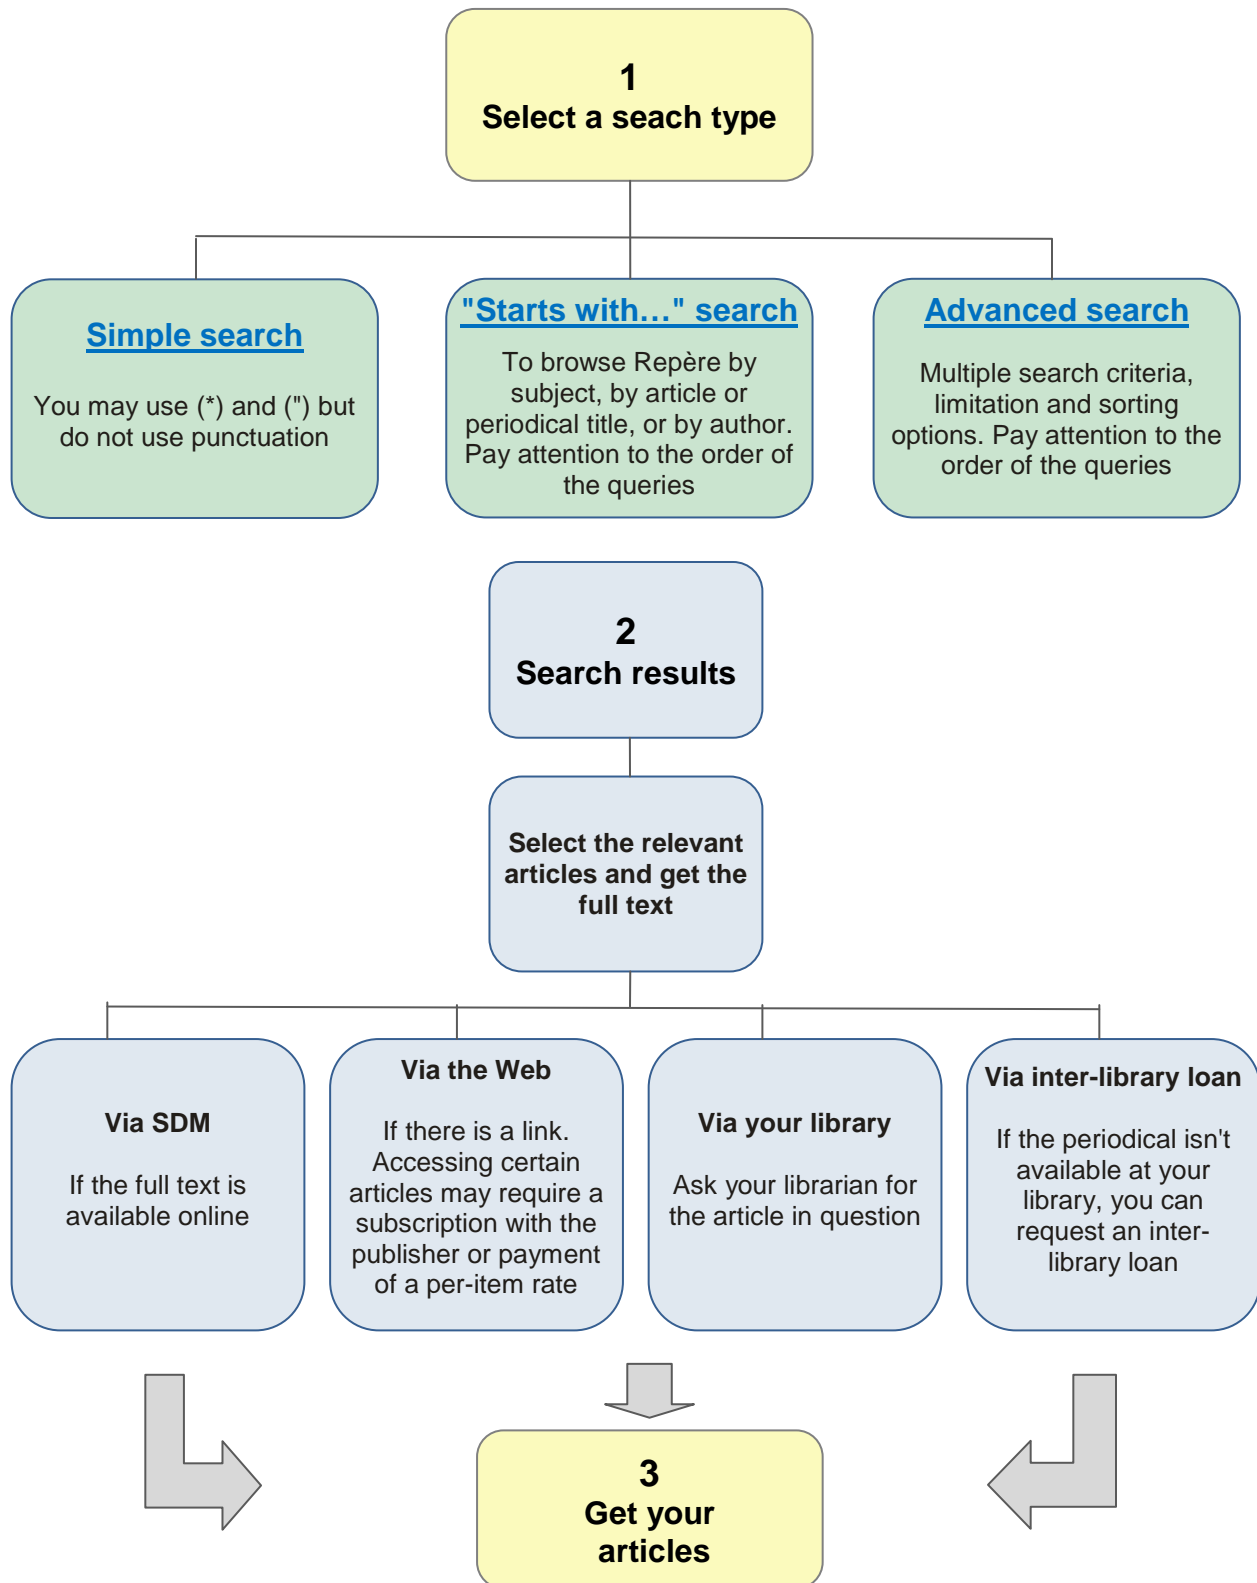 1
Select a seach type
Simple search
You may use (*) and (") but
do not use punctuation
"Starts with…" search
To browse Repère by
subject, by article or
periodical title, or by author.
Pay attention to the order of
the queries
Advanced search
Multiple search criteria,
limitation and sorting
options. Pay attention to the
order of the queries
2
Search results
Select the relevant
articles and get the
full text
Via SDM
If the full text is
available online
Via the Web
If there is a link.
Accessing certain
articles may require a
subscription with the
publisher or payment
of a per-item rate
Via your library
Ask your librarian for
the article in question
Via inter-library loan
If the periodical isn't
available at your
library, you can
request an inter-
library loan
3
Get your
articles